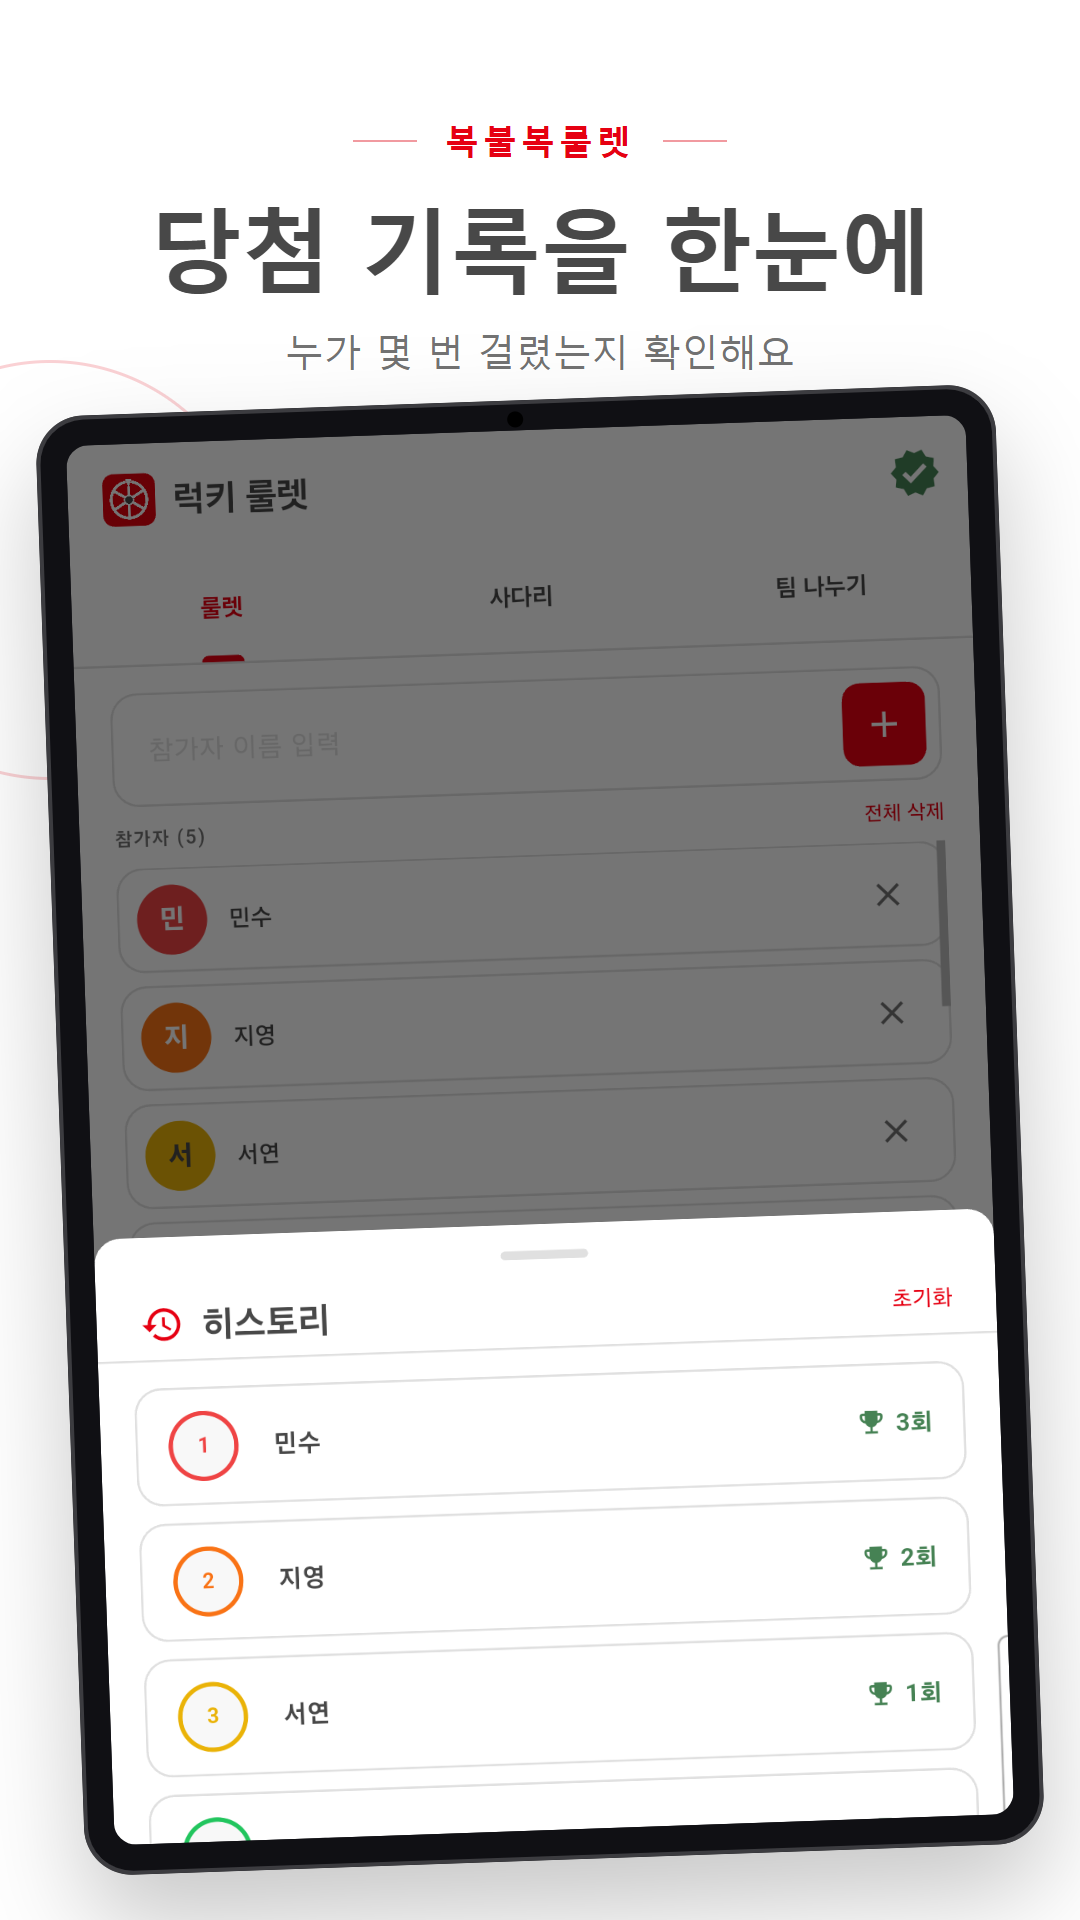 복불복룰렛
당첨 기록을 한눈에
누가 몇 번 걸렸는지 확인해요
럭키 룰렛
룰렛
사다리
팀 나누기
참가자 이름 입력
참가자 (5)
전체 삭제
민
민수
지
지영
서
서연
히스토리
초기화
1
민수
3회
2
지영
2회
3
서연
1회